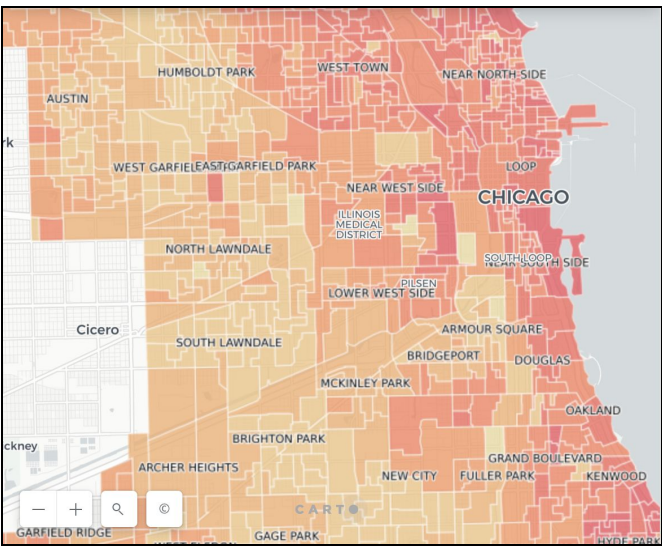 WEST TOWN
HUMBOLDT PARK
NEAR NORTH SIDE
AUSTIN
rk
WEST GARFIEL
EAST GARFIELD PARK
LOOP
NEAR WEST SIDE
CHICAGO
ILLINOIS
MEDICAL
DISTRICT
NORTH LAWNDALE
SOUTH LOOP
NEAR SOUTH SIDE
PILSEN
LOWER WEST SIDE
Cicero
ARMOUR SQUARE
SOUTH LAWNDALE
BRIDGEPORT
DOUGLAS
MCKINLEY PARK
OAKLAND
BRIGHTON PARK
ckney
GRAND BOULEVARD
ARCHER HEIGHTS
NEW CITY
FULLER PARK
KENWOOD
©
CARTO
GARFIELD RIDGE
GAGE PARK
HYDE PARK